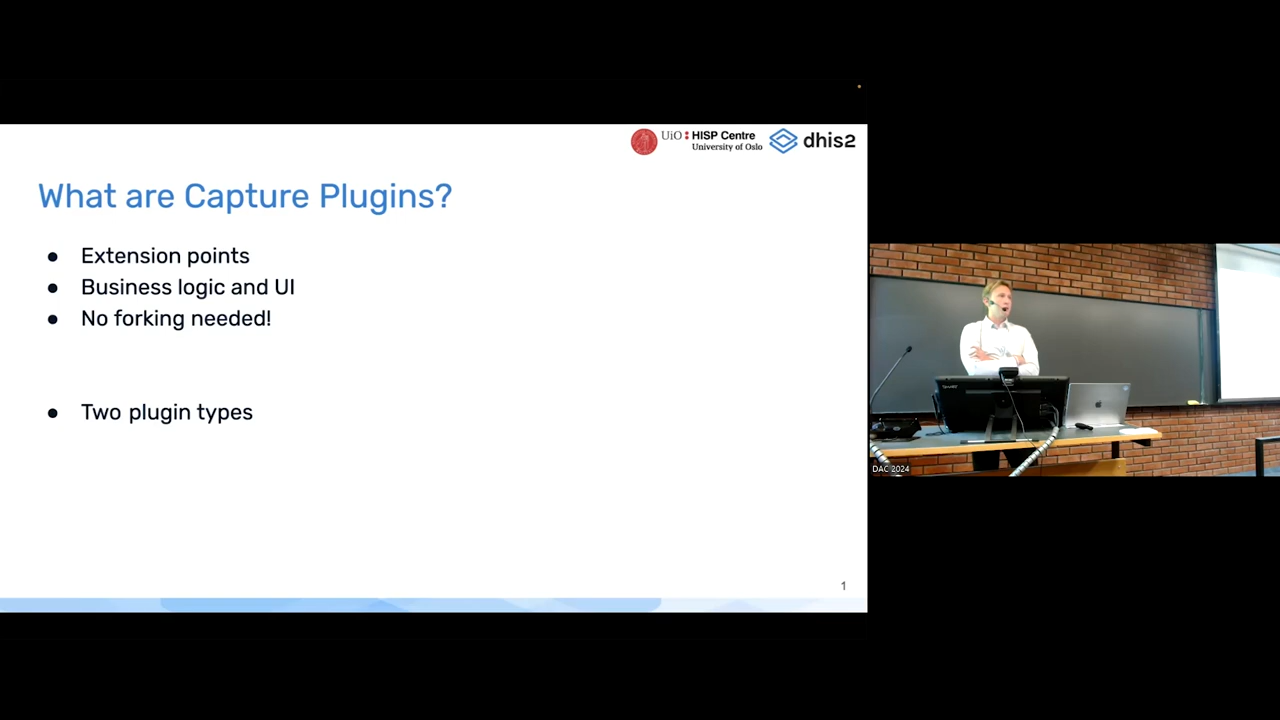 UiO HISP Centre
University of Oslo
dhis2
What are Capture Plugins?
● Extension points
● Business logic and UI
● No forking needed!
● Two plugin types
1
DAC 2024